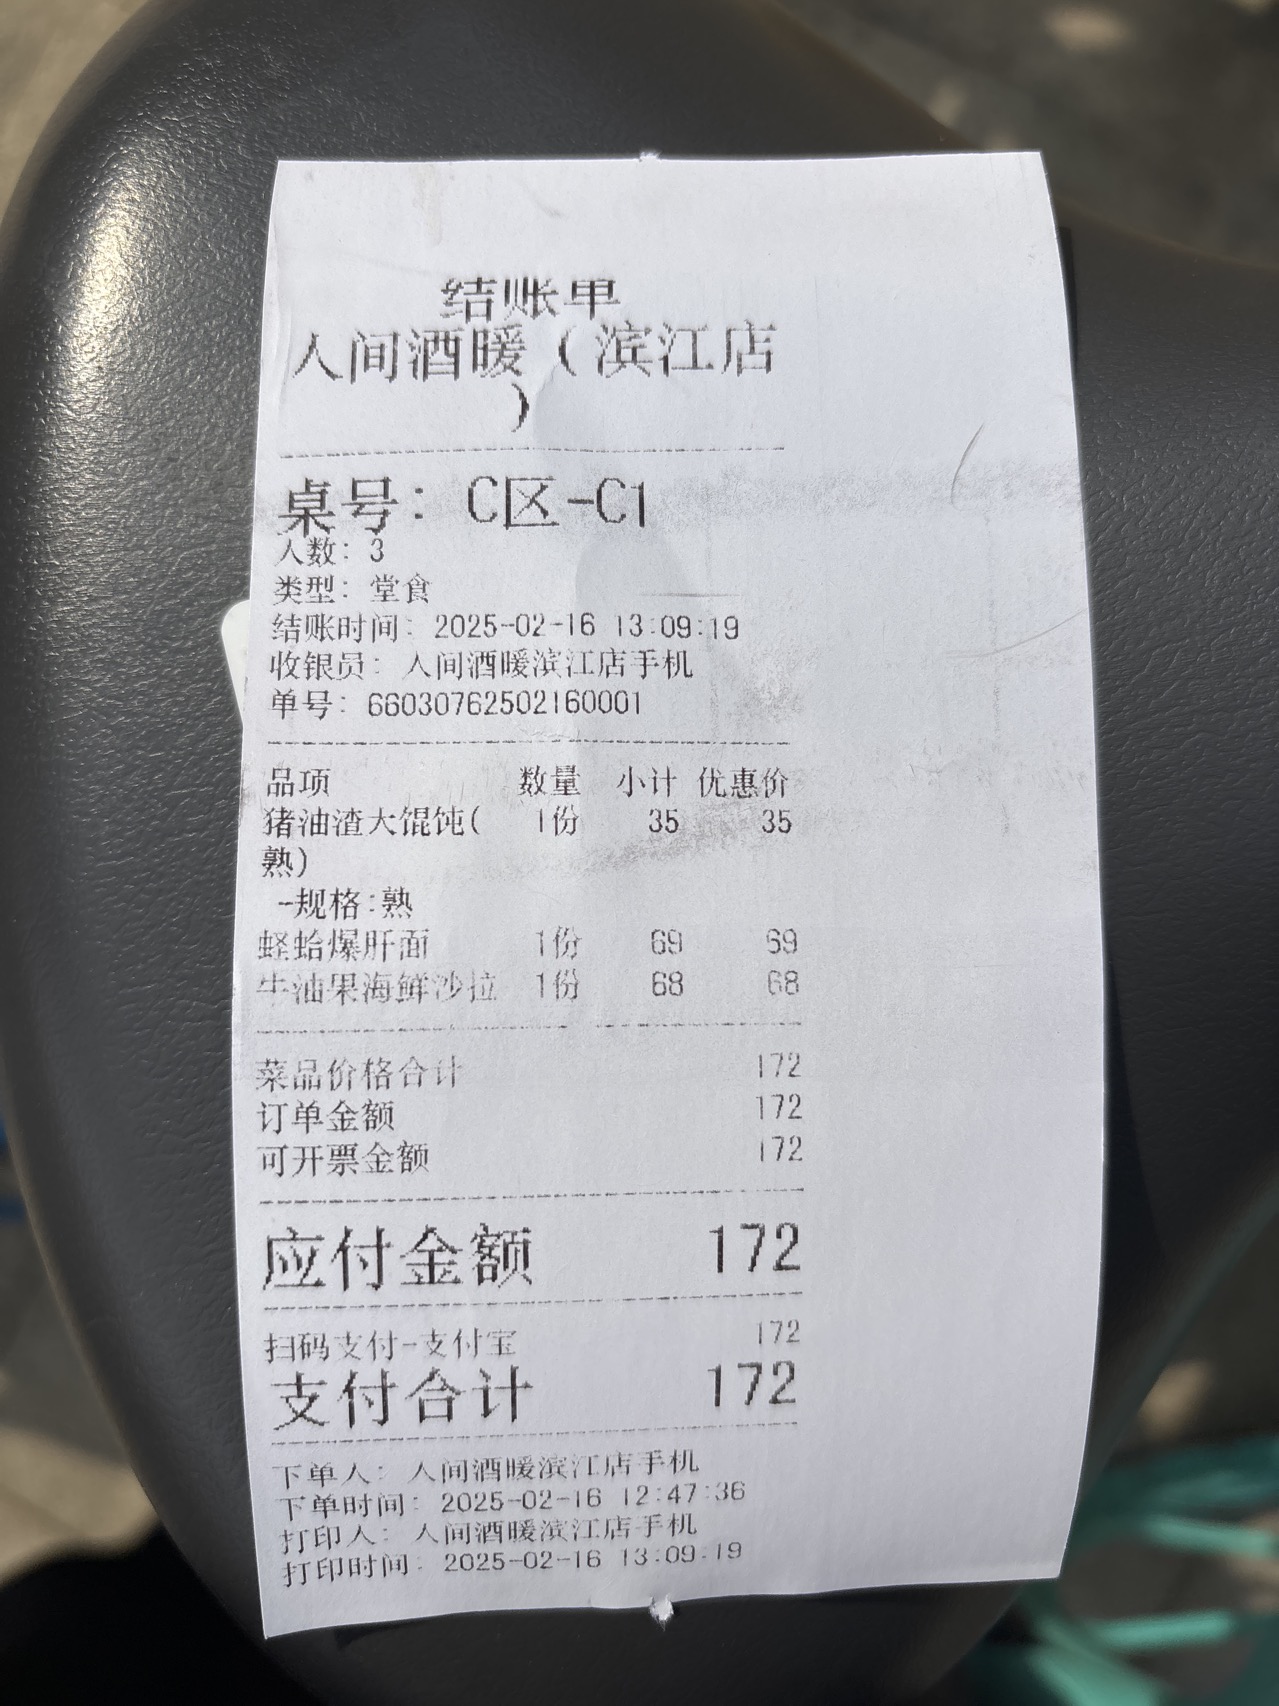 结账单
人间酒暖（滨江店
）
桌号：C区-C1
人数：3
类型：堂食
结账时间：2025-02-16 13:09:19
收银员：人间酒暖滨江店手机
单号：66030762502160001
品项 数量 小计 优惠价
猪油渣大馄饨( 1份 35 35
熟)
-规格:熟
蛏蛤爆肝面 1份 69 69
牛油果海鲜沙拉 1份 68 68
菜品价格合计 172
订单金额 172
可开票金额 172
应付金额 172
扫码支付-支付宝 172
支付合计 172
下单人：人间酒暖滨江店手机
下单时间：2025-02-16 12:47:36
打印人：人间酒暖滨江店手机
打印时间：2025-02-16 13:09:19